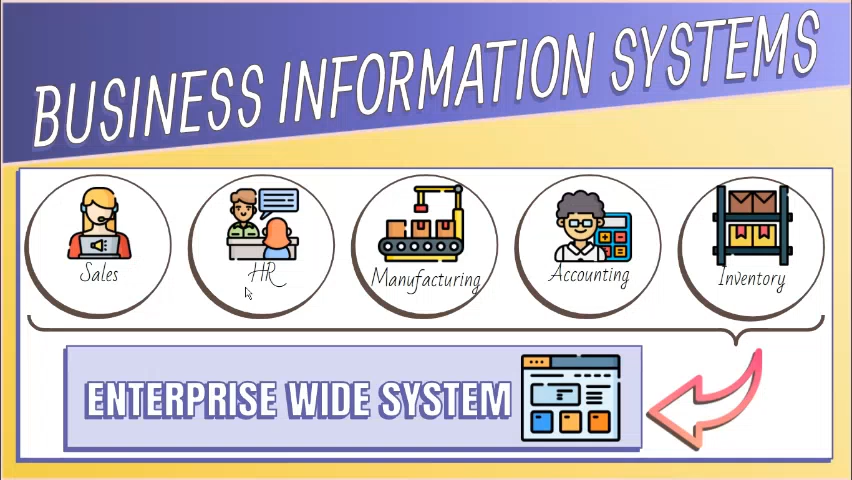 BUSINESS INFORMATION SYSTEMS
Sales
HR
Manufacturing
Accounting
Inventory
ENTERPRISE WIDE SYSTEM